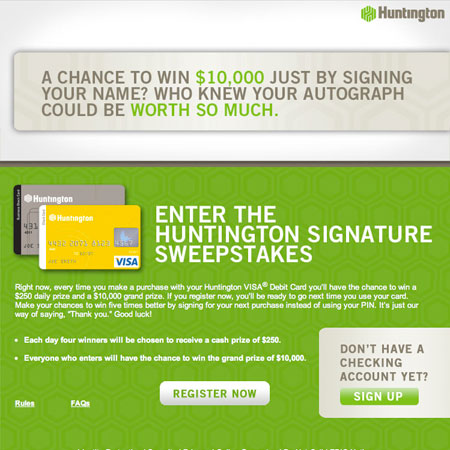 Huntington
A CHANCE TO WIN $10,000 JUST BY SIGNING
YOUR NAME? WHO KNEW YOUR AUTOGRAPH
COULD BE WORTH SO MUCH.
Huntington
Huntington
VISA
ENTER THE
HUNTINGTON SIGNATURE
SWEEPSTAKES
Right now, every time you make a purchase with your Huntington VISA® Debit Card you'll have the chance to win a
$250 daily prize and a $10,000 grand prize. If you register now, you'll be ready to go next time you use your card.
Make your chances to win five times better by signing for your next purchase instead of using your PIN. It's just our
way of saying, "Thank you." Good luck!
• Each day four winners will be chosen to receive a cash prize of $250.
• Everyone who enters will have the chance to win the grand prize of $10,000.
DON'T HAVE A
CHECKING
ACCOUNT YET?
SIGN UP
REGISTER NOW
Rules
FAQs